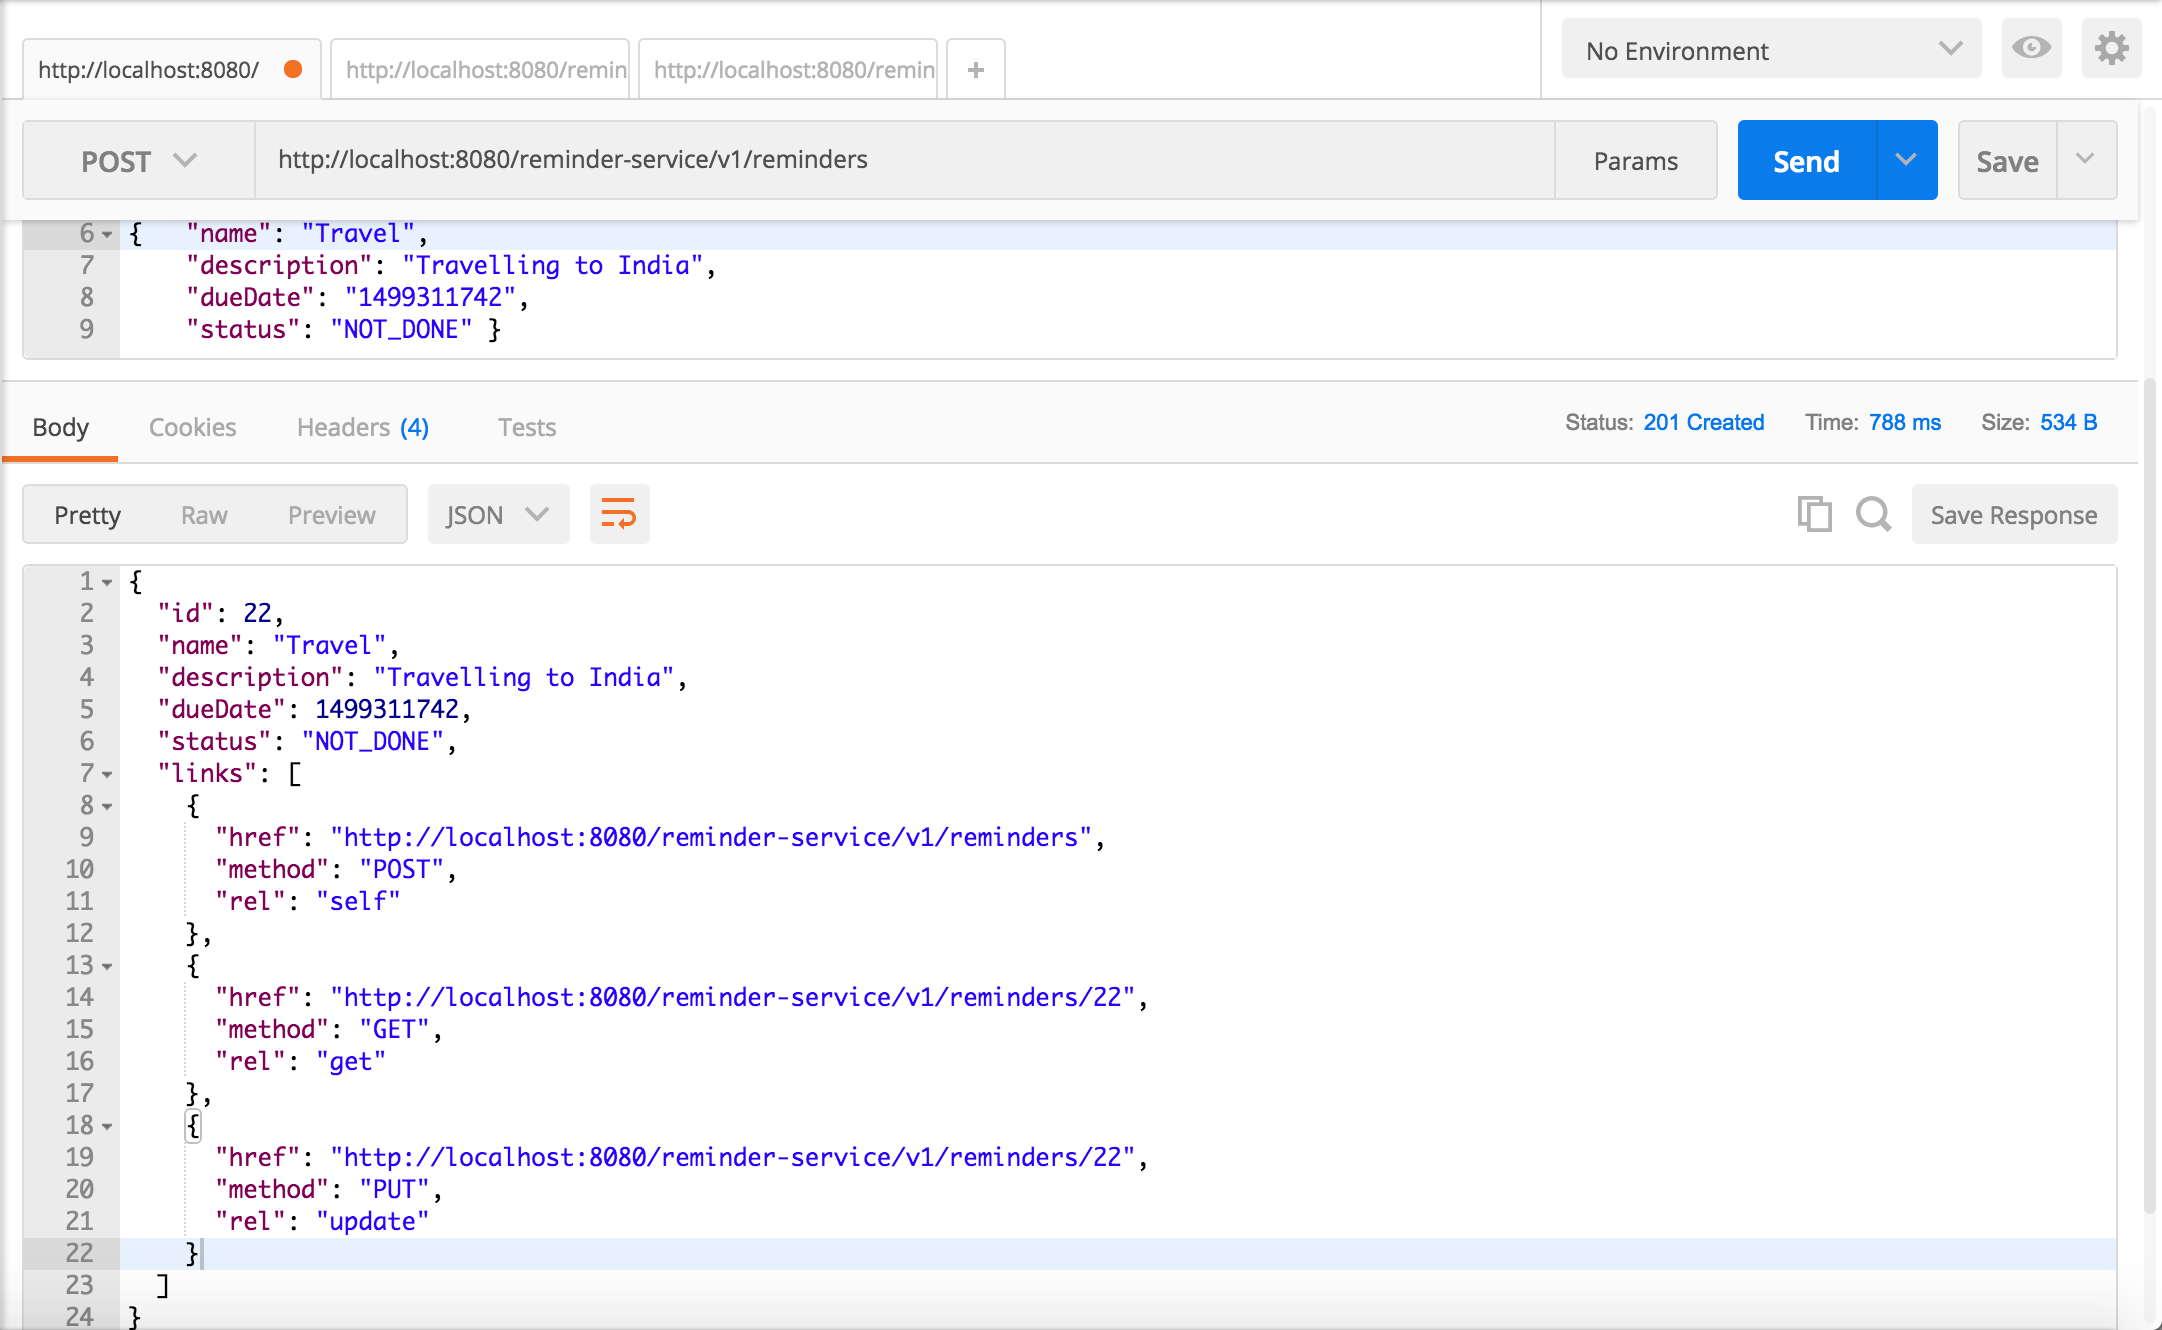 http://localhost:8080/ http://localhost:8080/remin http://localhost:8080/remin + No Environment
POST http://localhost:8080/reminder-service/v1/reminders Params Send Save
6 { "name": "Travel",
7 "description": "Travelling to India",
8 "dueDate": "1499311742",
9 "status": "NOT_DONE" }
Body Cookies Headers (4) Tests Status: 201 Created Time: 788 ms Size: 534 B
Pretty Raw Preview JSON Save Response
1 {
2 "id": 22,
3 "name": "Travel",
4 "description": "Travelling to India",
5 "dueDate": 1499311742,
6 "status": "NOT_DONE",
7 "links": [
8 {
9 "href": "http://localhost:8080/reminder-service/v1/reminders",
10 "method": "POST",
11 "rel": "self"
12 },
13 {
14 "href": "http://localhost:8080/reminder-service/v1/reminders/22",
15 "method": "GET",
16 "rel": "get"
17 },
18 {
19 "href": "http://localhost:8080/reminder-service/v1/reminders/22",
20 "method": "PUT",
21 "rel": "update"
22 }
23 ]
24 }